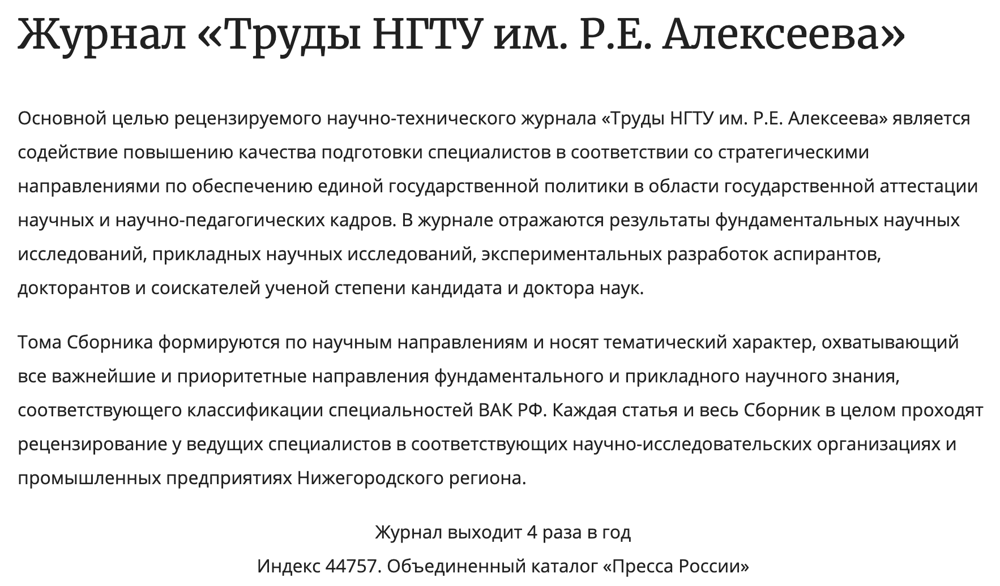 Журнал «Труды НГТУ им. Р.Е. Алексеева»
Основной целью рецензируемого научно-технического журнала «Труды НГТУ им. Р.Е. Алексеева» является
содействие повышению качества подготовки специалистов в соответствии со стратегическими
направлениями по обеспечению единой государственной политики в области государственной аттестации
научных и научно-педагогических кадров. В журнале отражаются результаты фундаментальных научных
исследований, прикладных научных исследований, экспериментальных разработок аспирантов,
докторантов и соискателей ученой степени кандидата и доктора наук.
Тома Сборника формируются по научным направлениям и носят тематический характер, охватывающий
все важнейшие и приоритетные направления фундаментального и прикладного научного знания,
соответствующего классификации специальностей ВАК РФ. Каждая статья и весь Сборник в целом проходят
рецензирование у ведущих специалистов в соответствующих научно-исследовательских организациях и
промышленных предприятиях Нижегородского региона.
Журнал выходит 4 раза в год
Индекс 44757. Объединенный каталог «Пресса России»